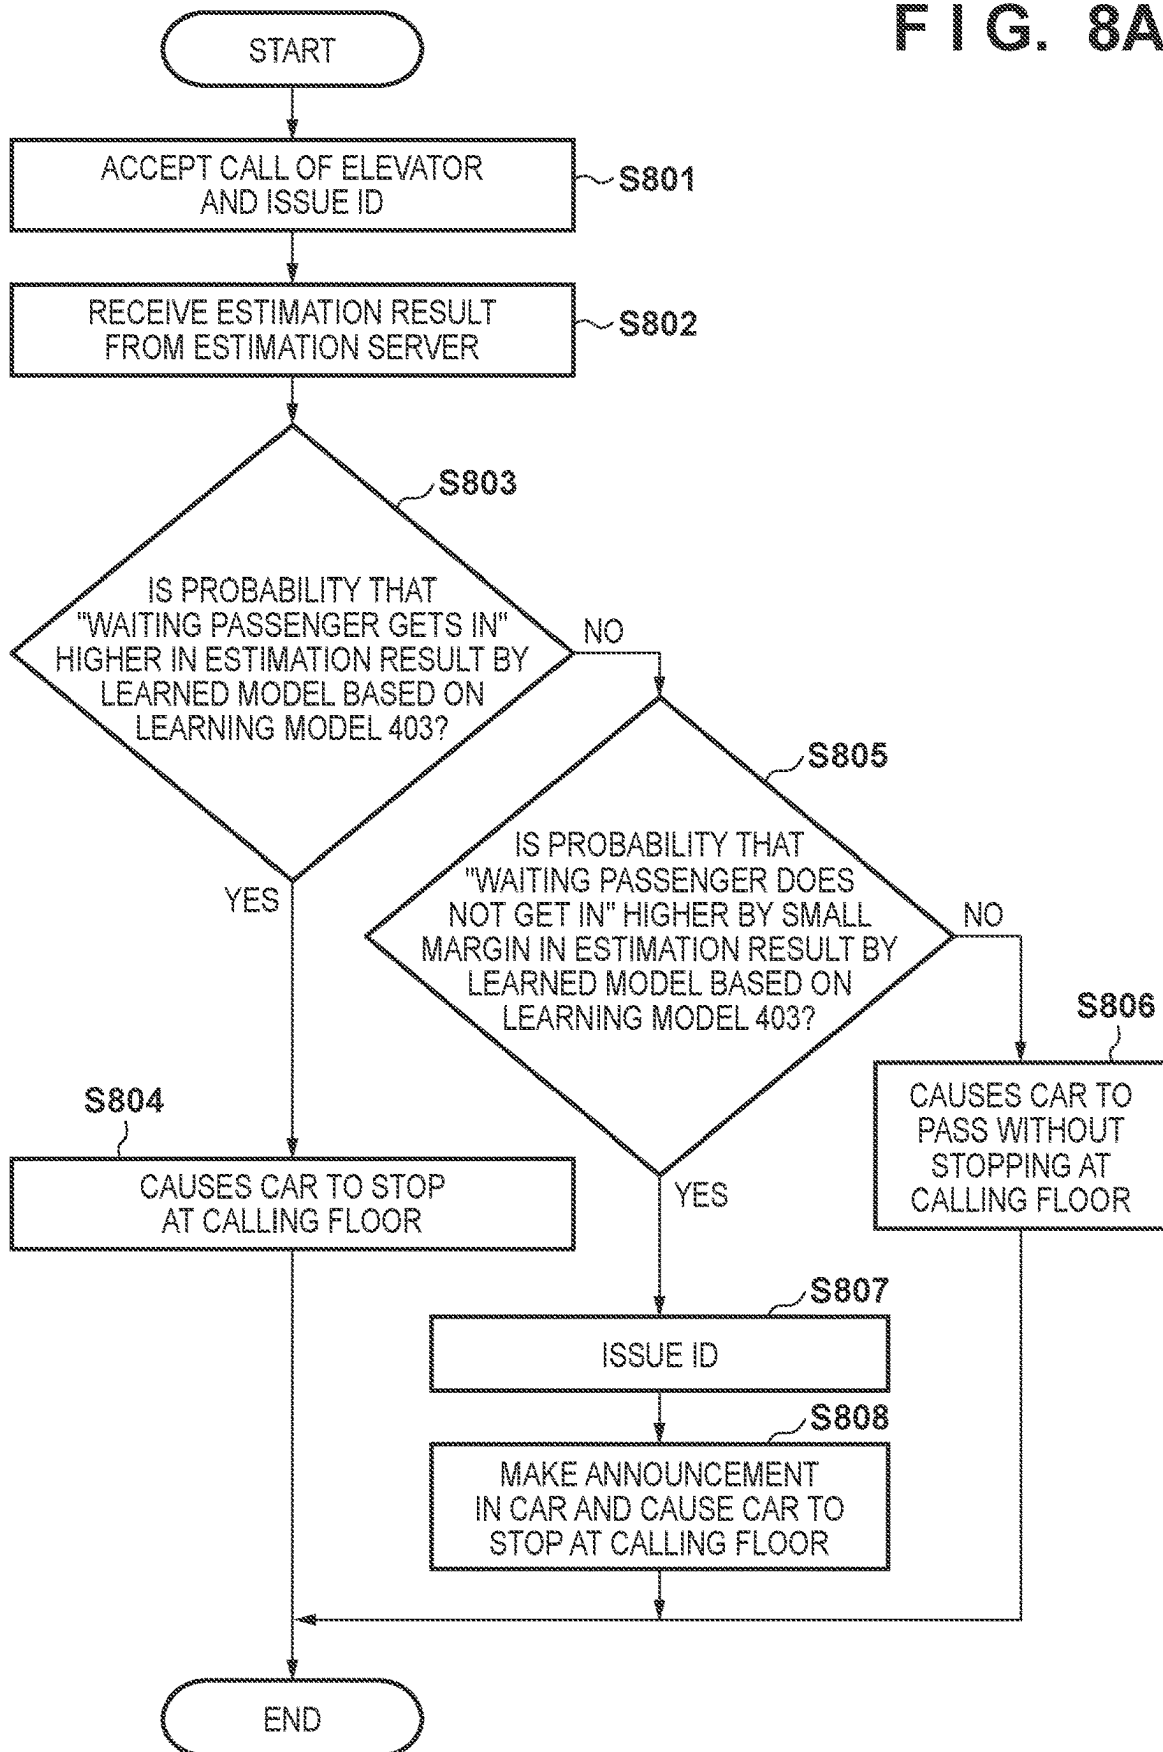 FIG. 8A
START
ACCEPT CALL OF ELEVATOR
AND ISSUE ID
S801
RECEIVE ESTIMATION RESULT
FROM ESTIMATION SERVER
S802
S803
IS PROBABILITY THAT
"WAITING PASSENGER GETS IN"
HIGHER IN ESTIMATION RESULT BY
LEARNED MODEL BASED ON
LEARNING MODEL 403?
NO
YES
S805
IS PROBABILITY THAT
"WAITING PASSENGER DOES
NOT GET IN" HIGHER BY SMALL
MARGIN IN ESTIMATION RESULT BY
LEARNED MODEL BASED ON
LEARNING MODEL 403?
NO
YES
S806
CAUSES CAR TO
PASS WITHOUT
STOPPING AT
CALLING FLOOR
S804
CAUSES CAR TO STOP
AT CALLING FLOOR
S807
ISSUE ID
S808
MAKE ANNOUNCEMENT
IN CAR AND CAUSE CAR TO
STOP AT CALLING FLOOR
END